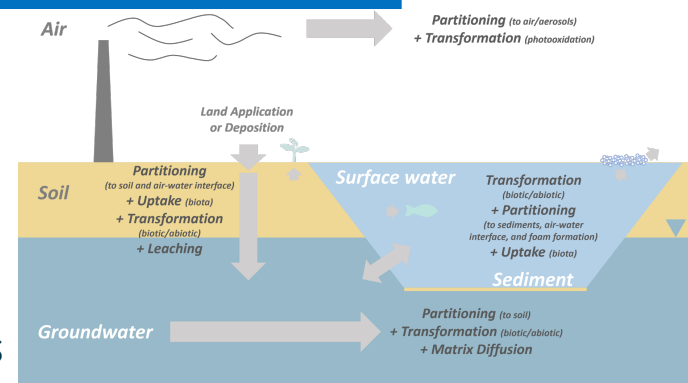 Air
Partitioning (to air/aerosols)
+ Transformation (photooxidation)
Land Application
or Deposition
Soil
Partitioning
(to soil and air-water interface)
+ Uptake (biota)
+ Transformation
(biotic/abiotic)
+ Leaching
Surface water
Transformation
(biotic/abiotic)
+ Partitioning
(to sediments, air-water
interface, and foam formation)
+ Uptake (biota)
Sediment
Groundwater
Partitioning (to soil)
+ Transformation (biotic/abiotic)
+ Matrix Diffusion